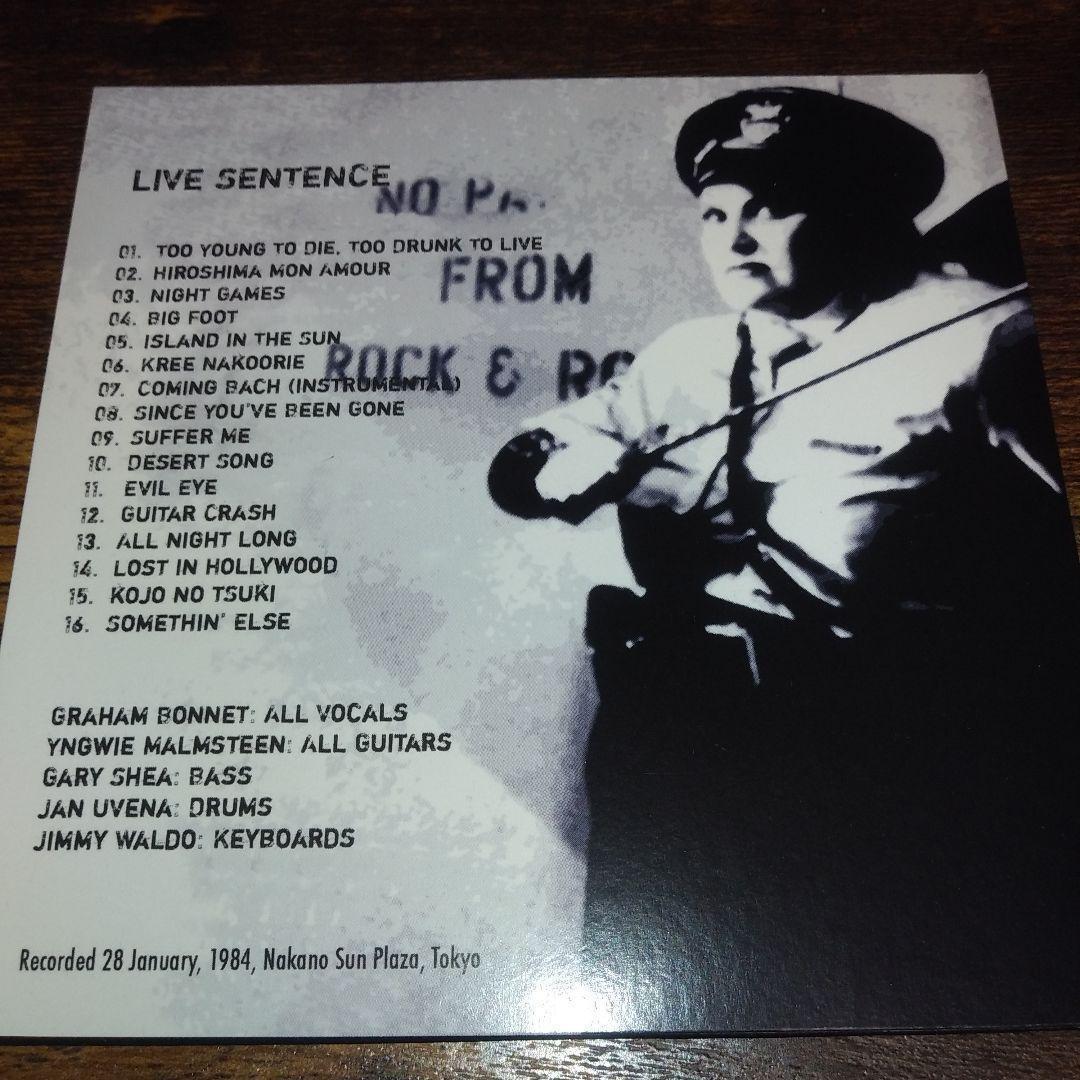 LIVE SENTENCE
NO
FROM
ROCK & RO
01. TOO YOUNG TO DIE, TOO DRUNK TO LIVE
02. HIROSHIMA MON AMOUR
03. NIGHT GAMES
04. BIG FOOT
05. ISLAND IN THE SUN
06. KREE NAKOORIE
07. COMING BACH (INSTRUMENTAL)
08. SINCE YOU'VE BEEN GONE
09. SUFFER ME
10. DESERT SONG
11. EVIL EYE
12. GUITAR CRASH
13. ALL NIGHT LONG
14. LOST IN HOLLYWOOD
15. KOJO NO TSUKI
16. SOMETHIN' ELSE
GRAHAM BONNET: ALL VOCALS
YNGWIE MALMSTEEN: ALL GUITARS
GARY SHEA: BASS
JAN UVENA: DRUMS
JIMMY WALDO: KEYBOARDS
Recorded 28 January, 1984, Nakano Sun Plaza, Tokyo